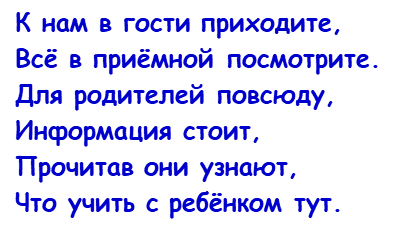 К нам в гости приходите,
Всё в приёмной посмотрите.
Для родителей повсюду,
Информация стоит,
Прочитав они узнают,
Что учить с ребёнком тут.